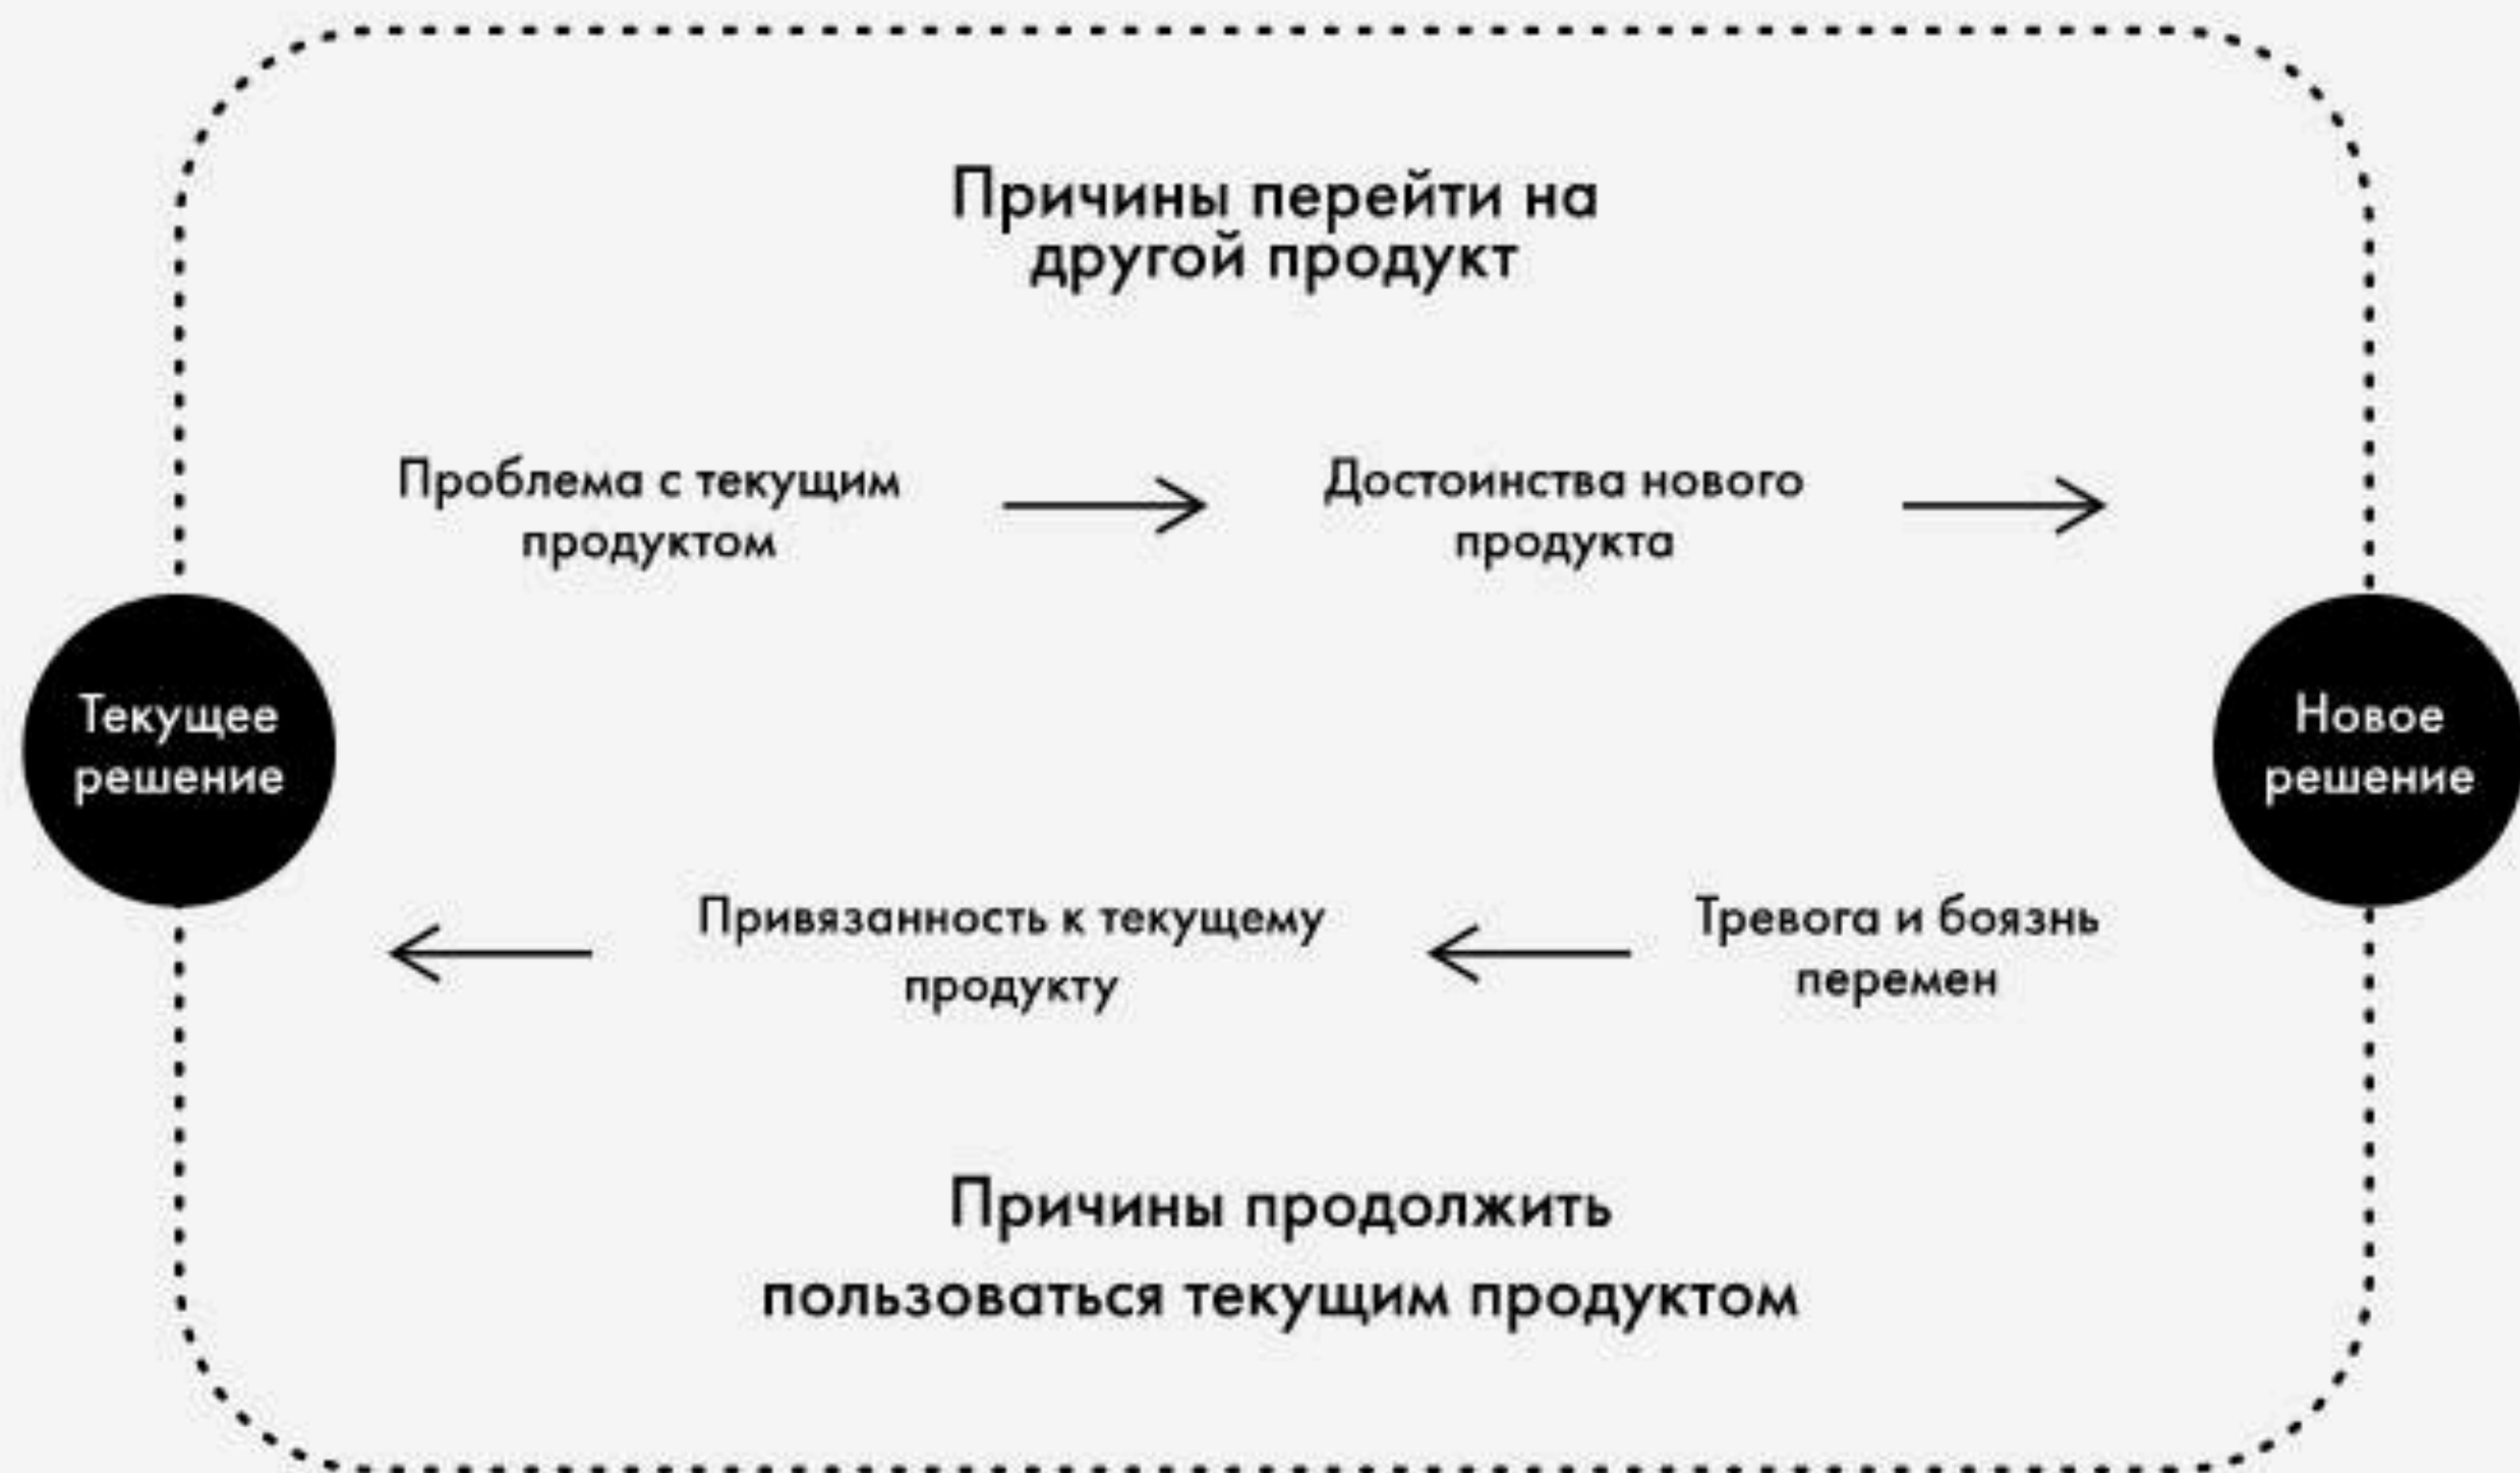 Причины перейти на
другой продукт
Проблема с текущим
продуктом
Достоинства нового
продукта
Текущее
решение
Новое
решение
Привязанность к текущему
продукту
Тревога и боязнь
перемен
Причины продолжить
пользоваться текущим продуктом